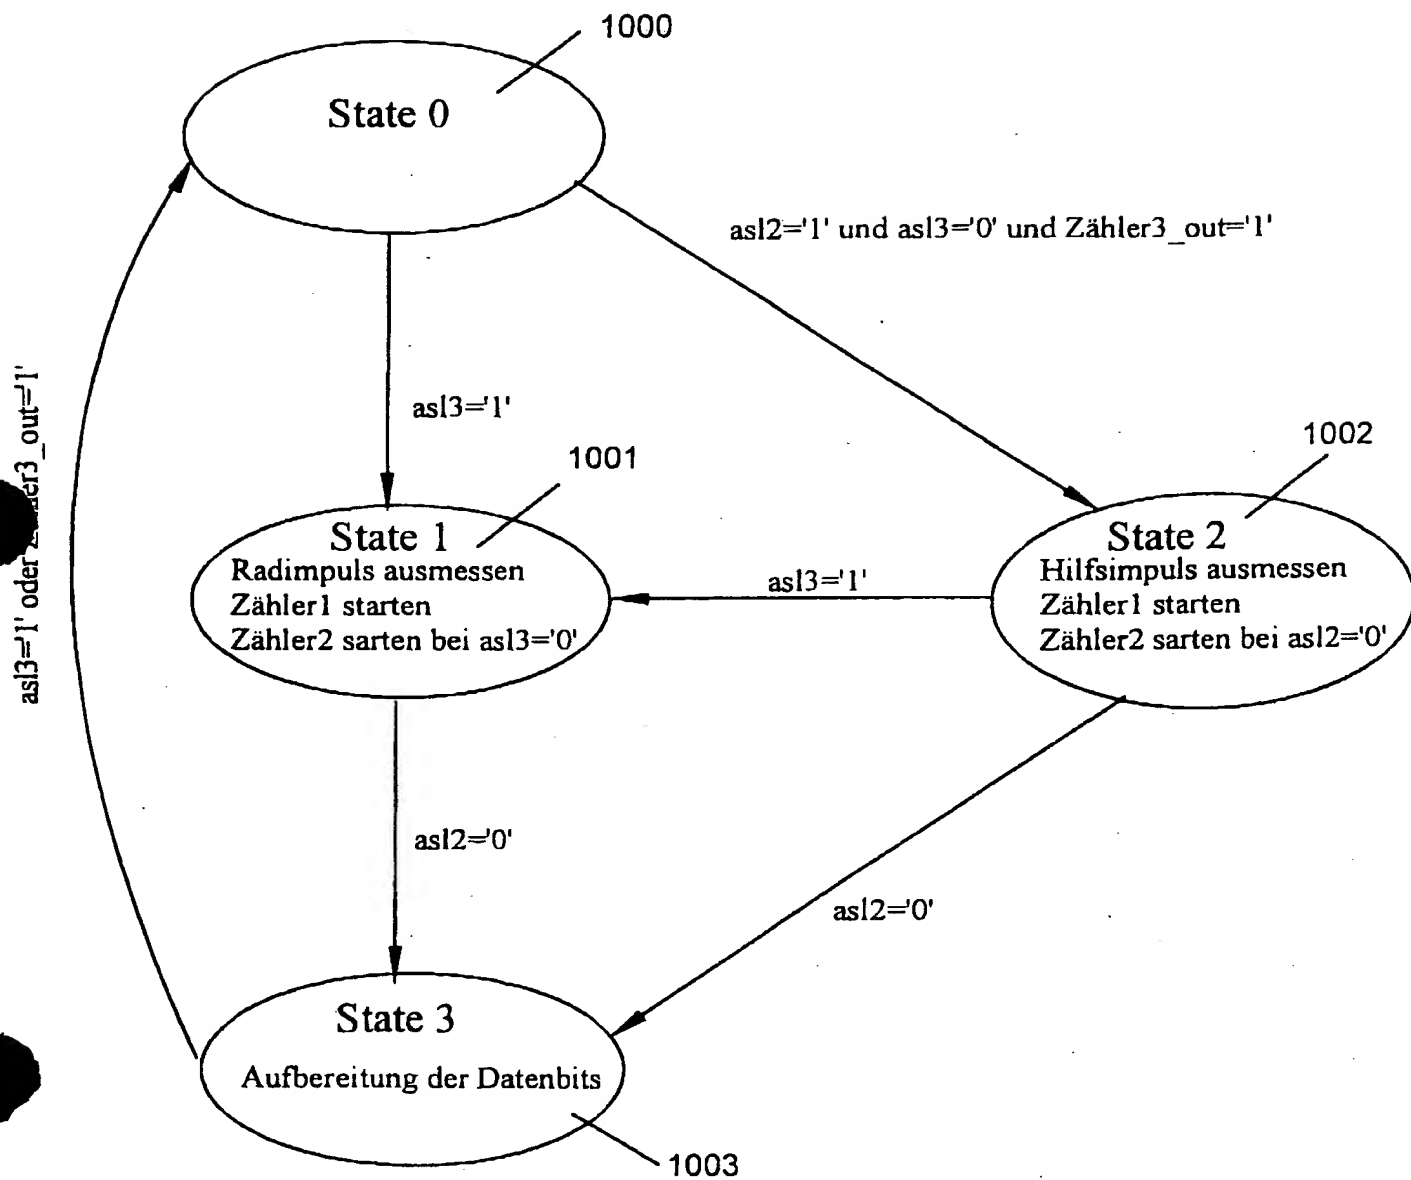 1000
State 0
asl2='1' und asl3='0' und Zähler3_out='1'
asl3='1'
1001
1002
State 1
Radimpuls ausmessen
Zähler1 starten
Zähler2 sarten bei asl3='0'
asl3='1'
State 2
Hilfsimpuls ausmessen
Zähler1 starten
Zähler2 sarten bei asl2='0'
asl3='1' oder Zähler3_out='1'
asl2='0'
asl2='0'
State 3
Aufbereitung der Datenbits
1003